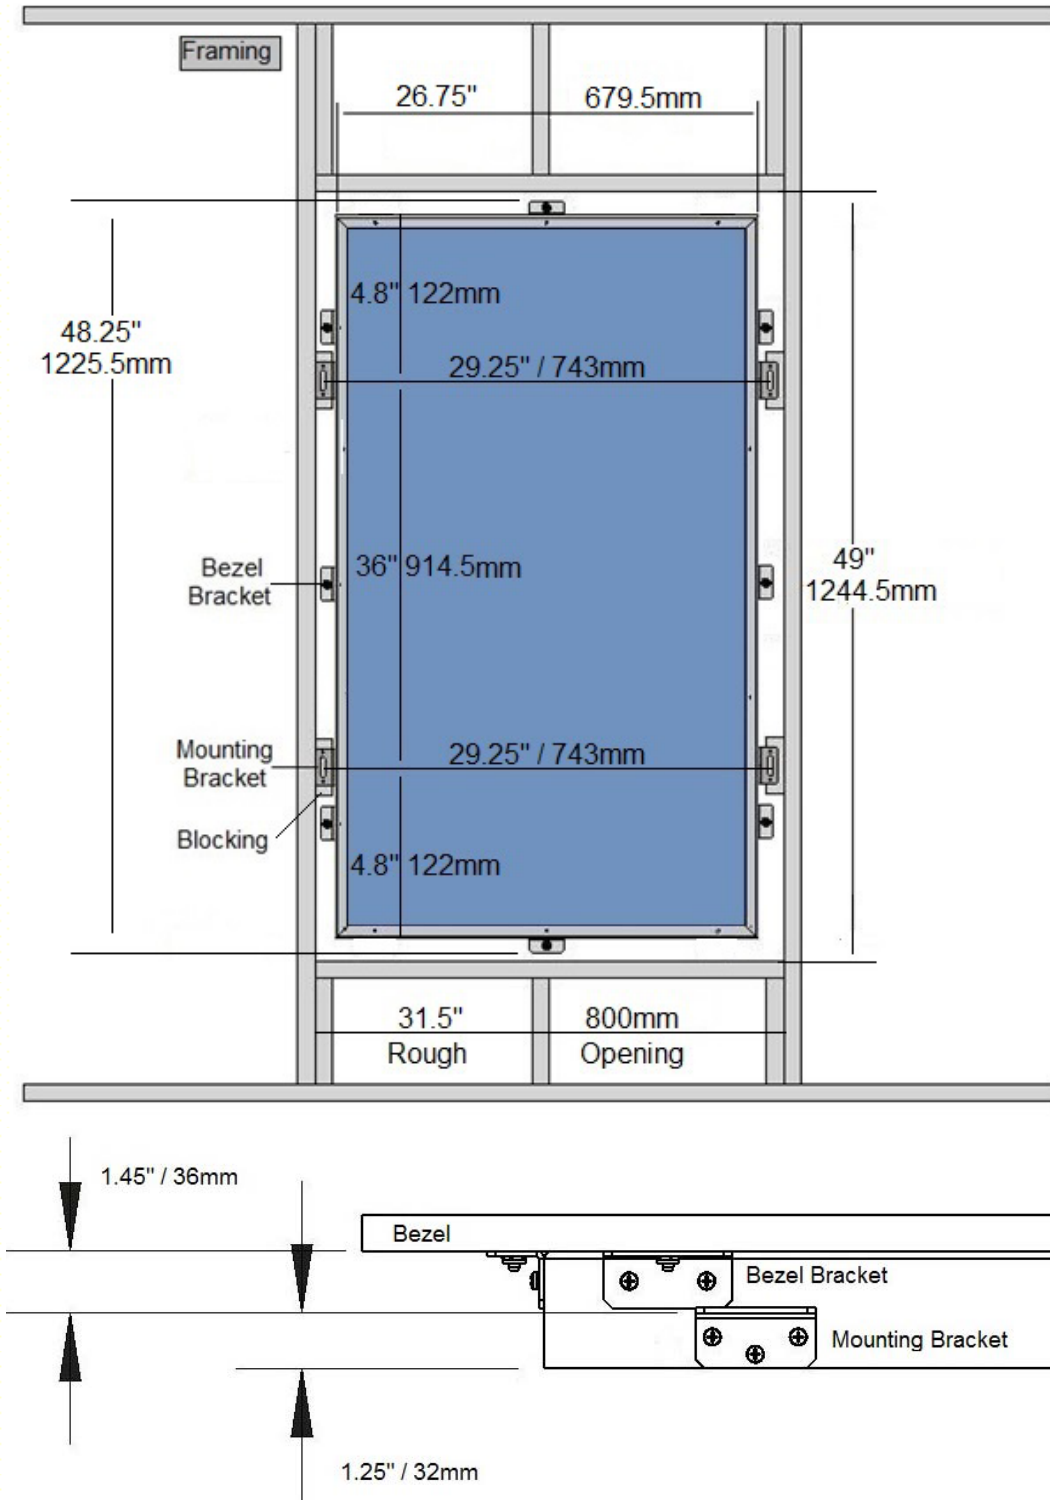 Framing
26.75" 679.5mm
4.8" 122mm
48.25"
1225.5mm
29.25" / 743mm
Bezel
Bracket
36" 914.5mm
49"
1244.5mm
Mounting
Bracket
29.25" / 743mm
Blocking
4.8" 122mm
31.5" 800mm
Rough Opening
1.45" / 36mm
Bezel
Bezel Bracket
Mounting Bracket
1.25" / 32mm